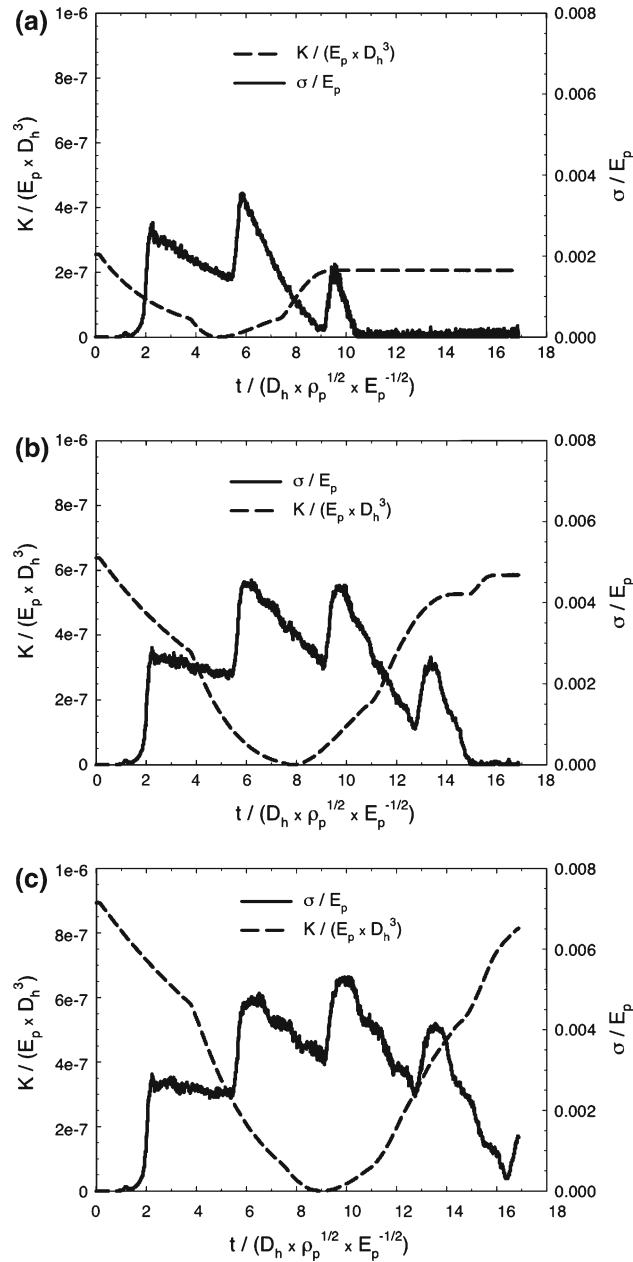 (a)
1e-6
8e-7
6e-7
4e-7
2e-7
0
K / (E_p x D_h^3)
K / (E_p x D_h^3)
σ / E_p
0.008
0.006
0.004
0.002
0.000
σ / E_p
0 2 4 6 8 10 12 14 16 18
t / (D_h x ρ_p^1/2 x E_p^-1/2)
(b)
1e-6
8e-7
6e-7
4e-7
2e-7
0
K / (E_p x D_h^3)
σ / E_p
K / (E_p x D_h^3)
0.008
0.006
0.004
0.002
0.000
σ / E_p
0 2 4 6 8 10 12 14 16 18
t / (D_h x ρ_p^1/2 x E_p^-1/2)
(c)
1e-6
8e-7
6e-7
4e-7
2e-7
0
K / (E_p x D_h^3)
σ / E_p
K / (E_p x D_h^3)
0.008
0.006
0.004
0.002
0.000
σ / E_p
0 2 4 6 8 10 12 14 16 18
t / (D_h x ρ_p^1/2 x E_p^-1/2)